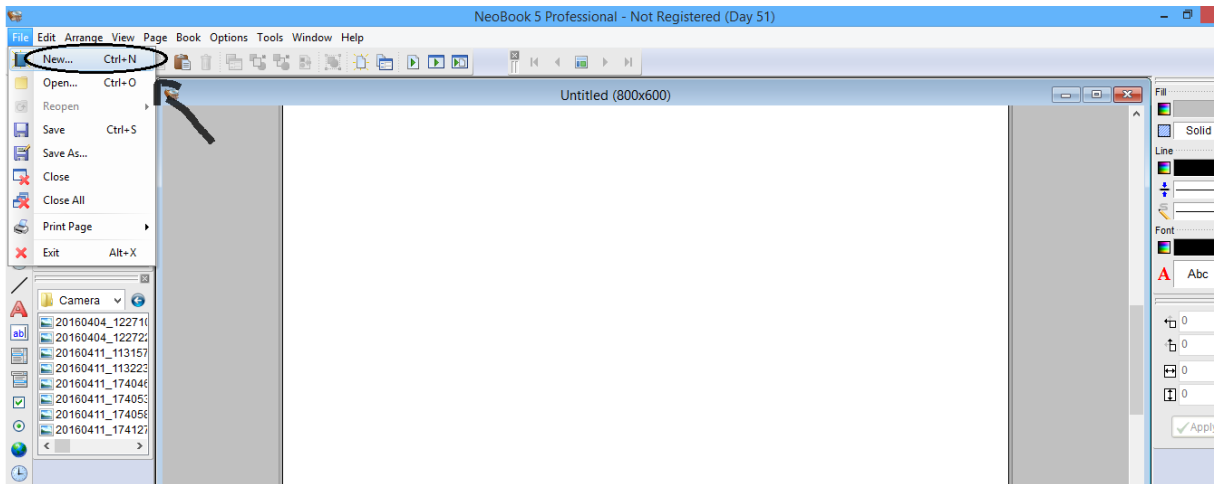 NeoBook 5 Professional - Not Registered (Day 51)
File Edit Arrange View Page Book Options Tools Window Help
New... Ctrl+N
Open... Ctrl+O
Reopen
Save Ctrl+S
Save As...
Close
Close All
Print Page
Exit Alt+X
Untitled (800x600)
Camera
20160404_12271(
20160404_12272:
20160411_113157
20160411_113223
20160411_17404
20160411_17405
20160411_17405
20160411_174127
Fill
Solid
Line
Font
A Abc
0
0
0
0
Apply
A
ab